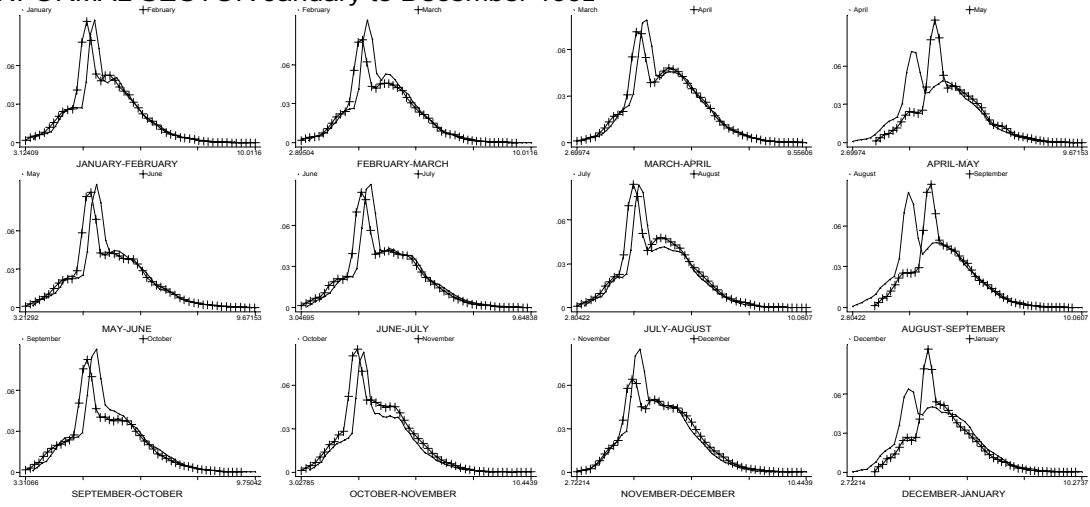 SECTOR January to December
January February March April May
.06 .06 .06 .06
.03 .03 .03 .03
0 0 0 0
3.12409 10.0116 2.89504 10.0116 2.69974 9.55606 2.69974 9.67153
JANUARY-FEBRUARY FEBRUARY-MARCH MARCH-APRIL APRIL-MAY
May June June July July August August September
.06 .06 .06 .06
.03 .03 .03 .03
0 0 0 0
3.21292 9.67153 3.04695 9.64838 2.80422 10.0607 2.80422 10.0607
MAY-JUNE JUNE-JULY JULY-AUGUST AUGUST-SEPTEMBER
September October October November November December December January
.06 .06 .06 .06
.03 .03 .03 .03
0 0 0 0
3.31066 9.75042 3.02785 10.4439 2.72214 10.4439 2.72214 10.2737
SEPTEMBER-OCTOBER OCTOBER-NOVEMBER NOVEMBER-DECEMBER DECEMBER-JANUARY